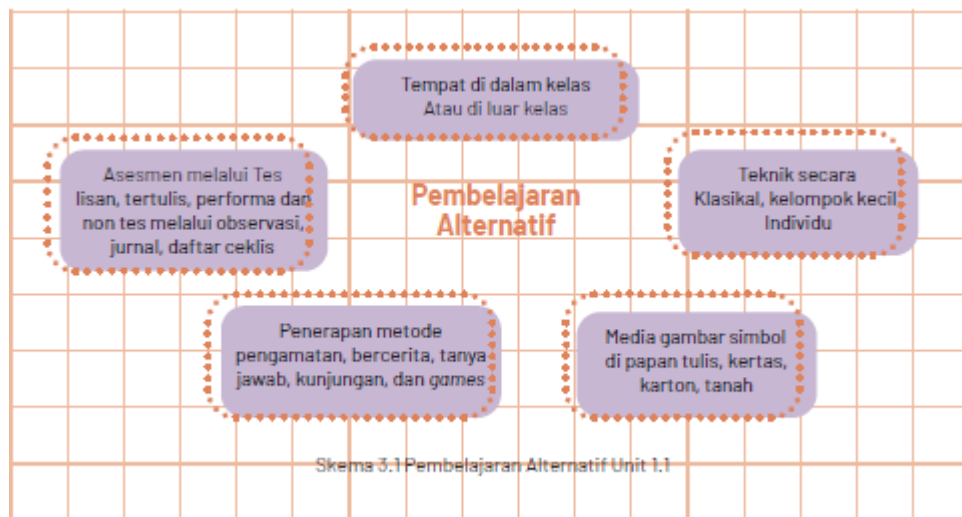 Tempat di dalam kelas
Atau di luar kelas
Asesmen melalui Tes
lisan, tertulis, performa dan
non tes melalui observasi,
jurnal, daftar ceklis
Pembelajaran
Alternatif
Teknik secara
Klasikal, kelompok kecil
Individu
Penerapan metode
pengamatan, bercerita, tanya
jawab, kunjungan, dan games
Media gambar simbol
di papan tulis, kertas,
karton, tanah
Skema 3.1 Pembelajaran Alternatif Unit 1.1